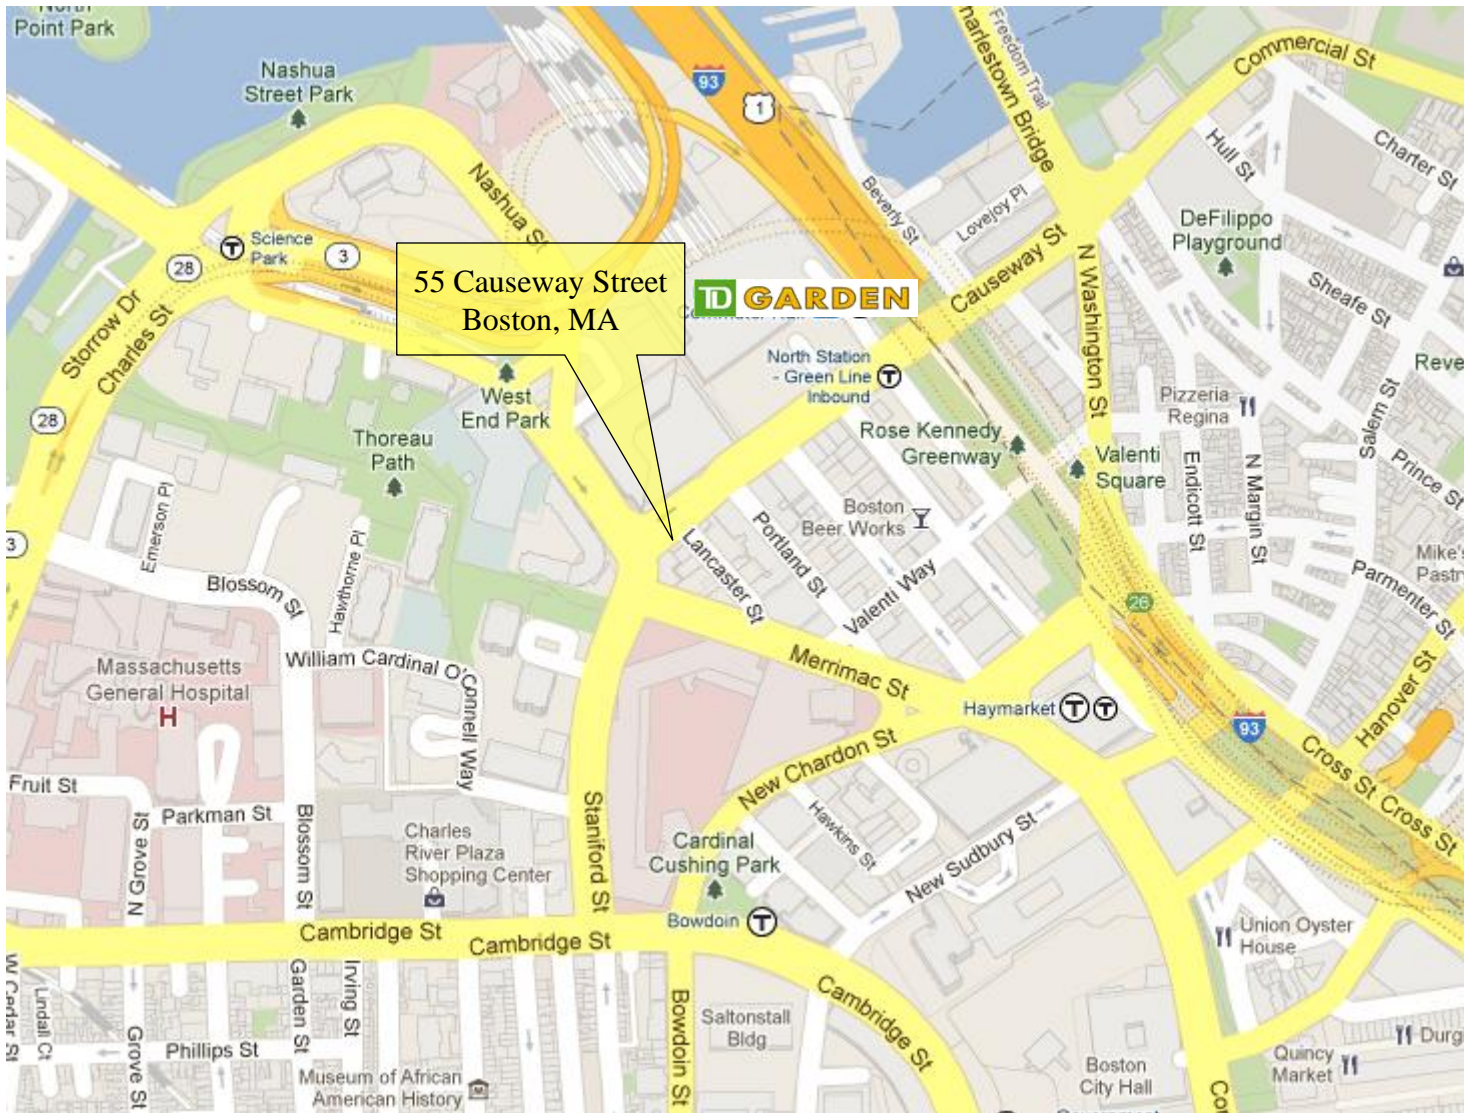 North
Point Park
Nashua
Street Park
93
1
Charlestown Bridge
Freedom Trail
Commercial St
Hull St
Charter St
Nashua St
Beverly St
Lovejoy Pl
DeFilippo
Playground
Science
Park
T
3
28
Causeway St
N Washington St
Sheafe St
55 Causeway Street
Boston, MA
TD GARDEN
Storrow Dr
Charles St
North Station
- Green Line
Inbound
T
Reve
Salem St
Pizzeria
Regina
West
End Park
28
Thoreau
Path
Rose Kennedy
Greenway
Valenti
Square
Endicott St
N Margin St
Prince St
Emerson Pl
Hawthorne Pl
Boston
Beer Works
Lancaster St
Portland St
Valenti Way
3
Blossom St
26
Mike's
Pastr
Parmenter St
Hanover St
William Cardinal O'Connell Way
Massachusetts
General Hospital
H
Merrimac St
Haymarket
T
T
93
New Chardon St
Cross St
Cross St
Fruit St
Parkman St
N Grove St
Blossom St
Staniford St
Charles
River Plaza
Shopping Center
Hawkins St
New Sudbury St
Cardinal
Cushing Park
Bowdoin
T
Union Oyster
House
Cambridge St
Cambridge St
Cambridge St
W Cedar St
Lindall Ct
Grove St
Garden St
Irving St
Bowdoin St
Phillips St
Saltonstall
Bldg
Museum of African
American History
Boston
City Hall
Quincy
Market
Durg
Co